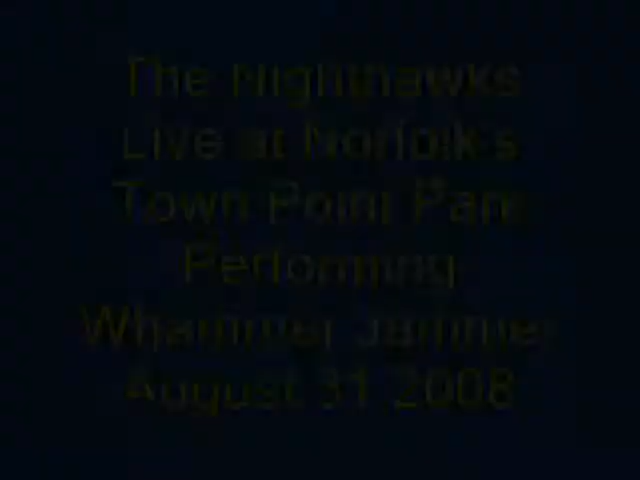 The Nighthawks
Live at Norfolk's
Town Point Park
Performing
Whammer Jammer
August 31 2008